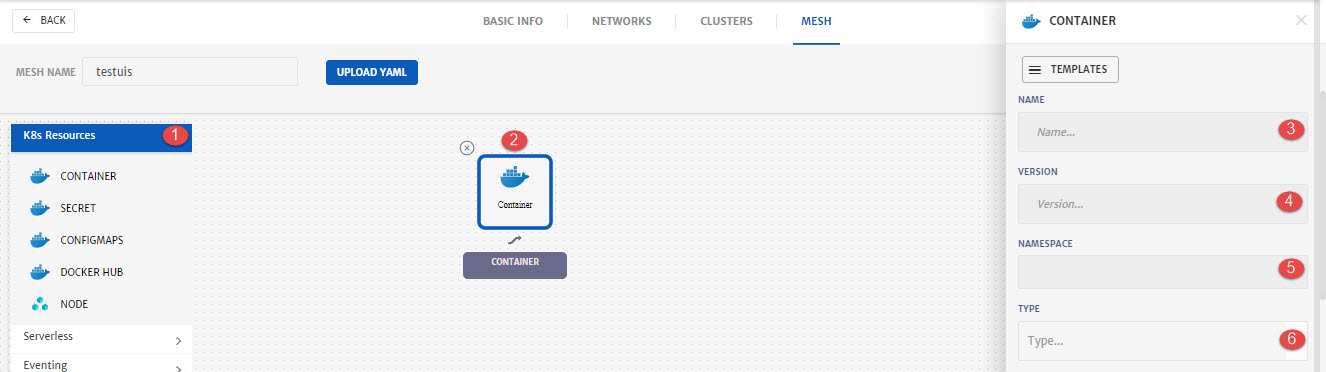 BACK
BASIC INFO
NETWORKS
CLUSTERS
MESH
MESH NAME
testuis
UPLOAD YAML
K8s Resources
1
CONTAINER
SECRET
CONFIGMAPS
DOCKER HUB
NODE
Serverless
Eventing
2
Container
CONTAINER
CONTAINER
TEMPLATES
NAME
Name...
3
VERSION
Version...
4
NAMESPACE
5
TYPE
Type...
6